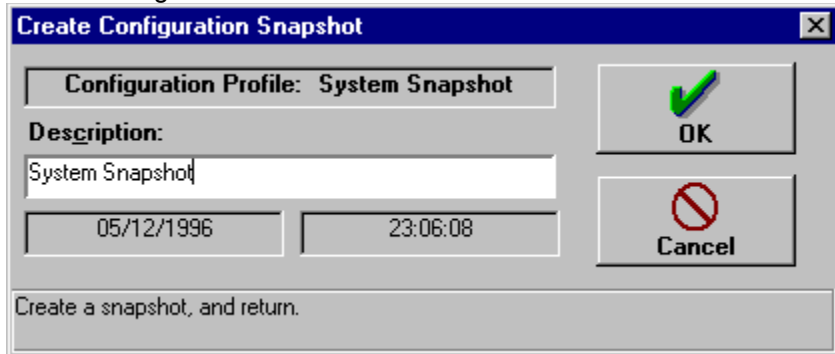 Create Configuration Snapshot
Configuration Profile: System Snapshot
OK
Description:
System Snapshot
05/12/1996 23:06:08
Cancel
Create a snapshot, and return.